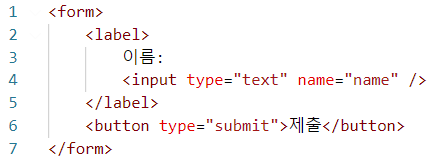 1 <form>
2     <label>
3         이름:
4         <input type="text" name="name" />
5     </label>
6     <button type="submit">제출</button>
7 </form>